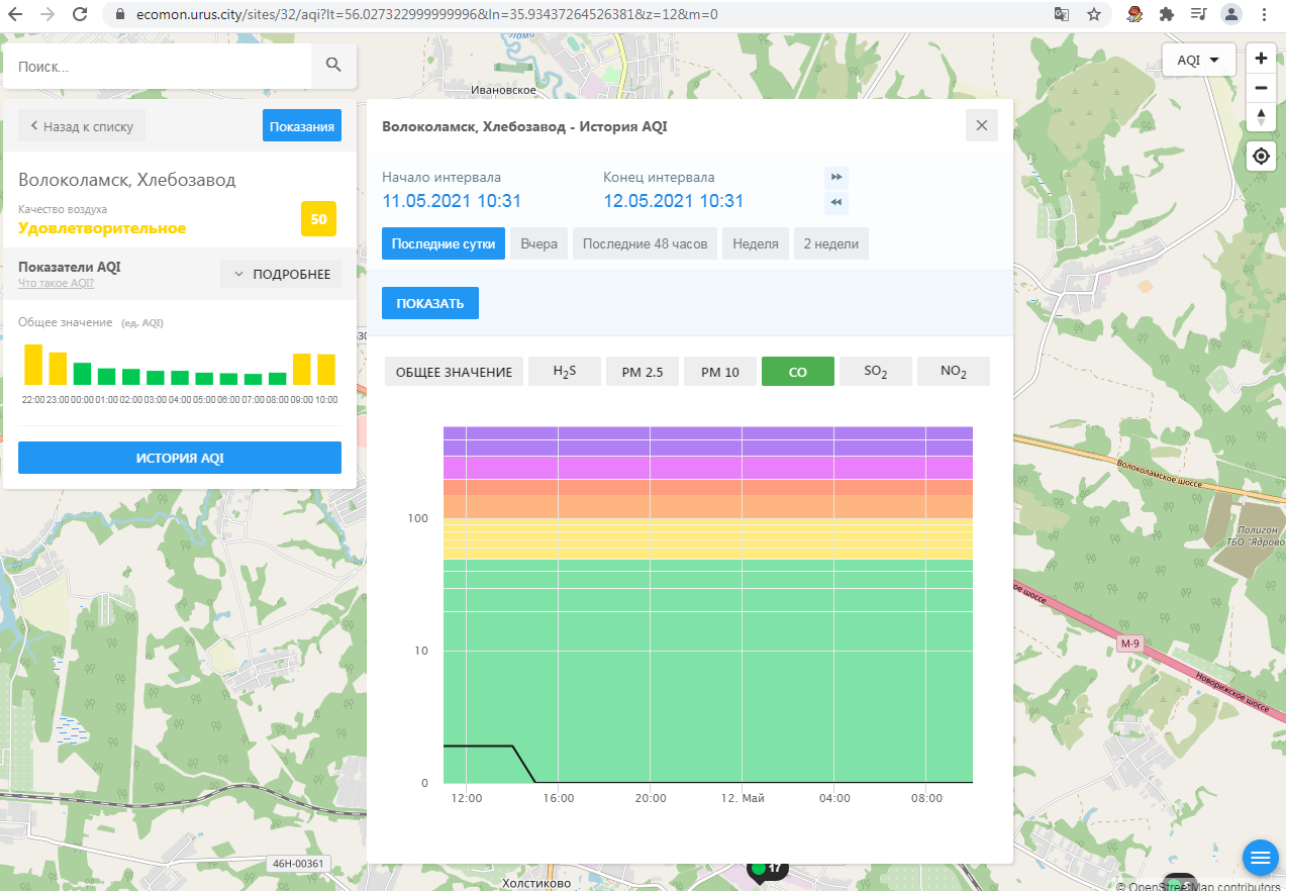 ecomon.urus.city/sites/32/aqi?lt=56.027322999999996&ln=35.93437264526381&z=12&m=0
Поиск...
AQI
Ивановское
Назад к списку
Показания
Волоколамск, Хлебозавод
Качество воздуха
Удовлетворительное
50
Показатели AQI
Что такое AQI?
ПОДРОБНЕЕ
Общее значение (ед. AQI)
22:00 23:00 00:00 01:00 02:00 03:00 04:00 05:00 06:00 07:00 08:00 09:00 10:00
ИСТОРИЯ AQI
Волоколамск, Хлебозавод - История AQI
Начало интервала
Конец интервала
11.05.2021 10:31
12.05.2021 10:31
Последние сутки
Вчера
Последние 48 часов
Неделя
2 недели
ПОКАЗАТЬ
ОБЩЕЕ ЗНАЧЕНИЕ
H2S
PM 2.5
PM 10
CO
SO2
NO2
100
10
0
12:00
16:00
20:00
12. Май
04:00
08:00
Волоколамское шоссе
Полигон
ТБО "Ядрово
ое шоссе
М-9
Новорижское шоссе
46Н-00361
17
Холстиково
© OpenStreetMap contributors